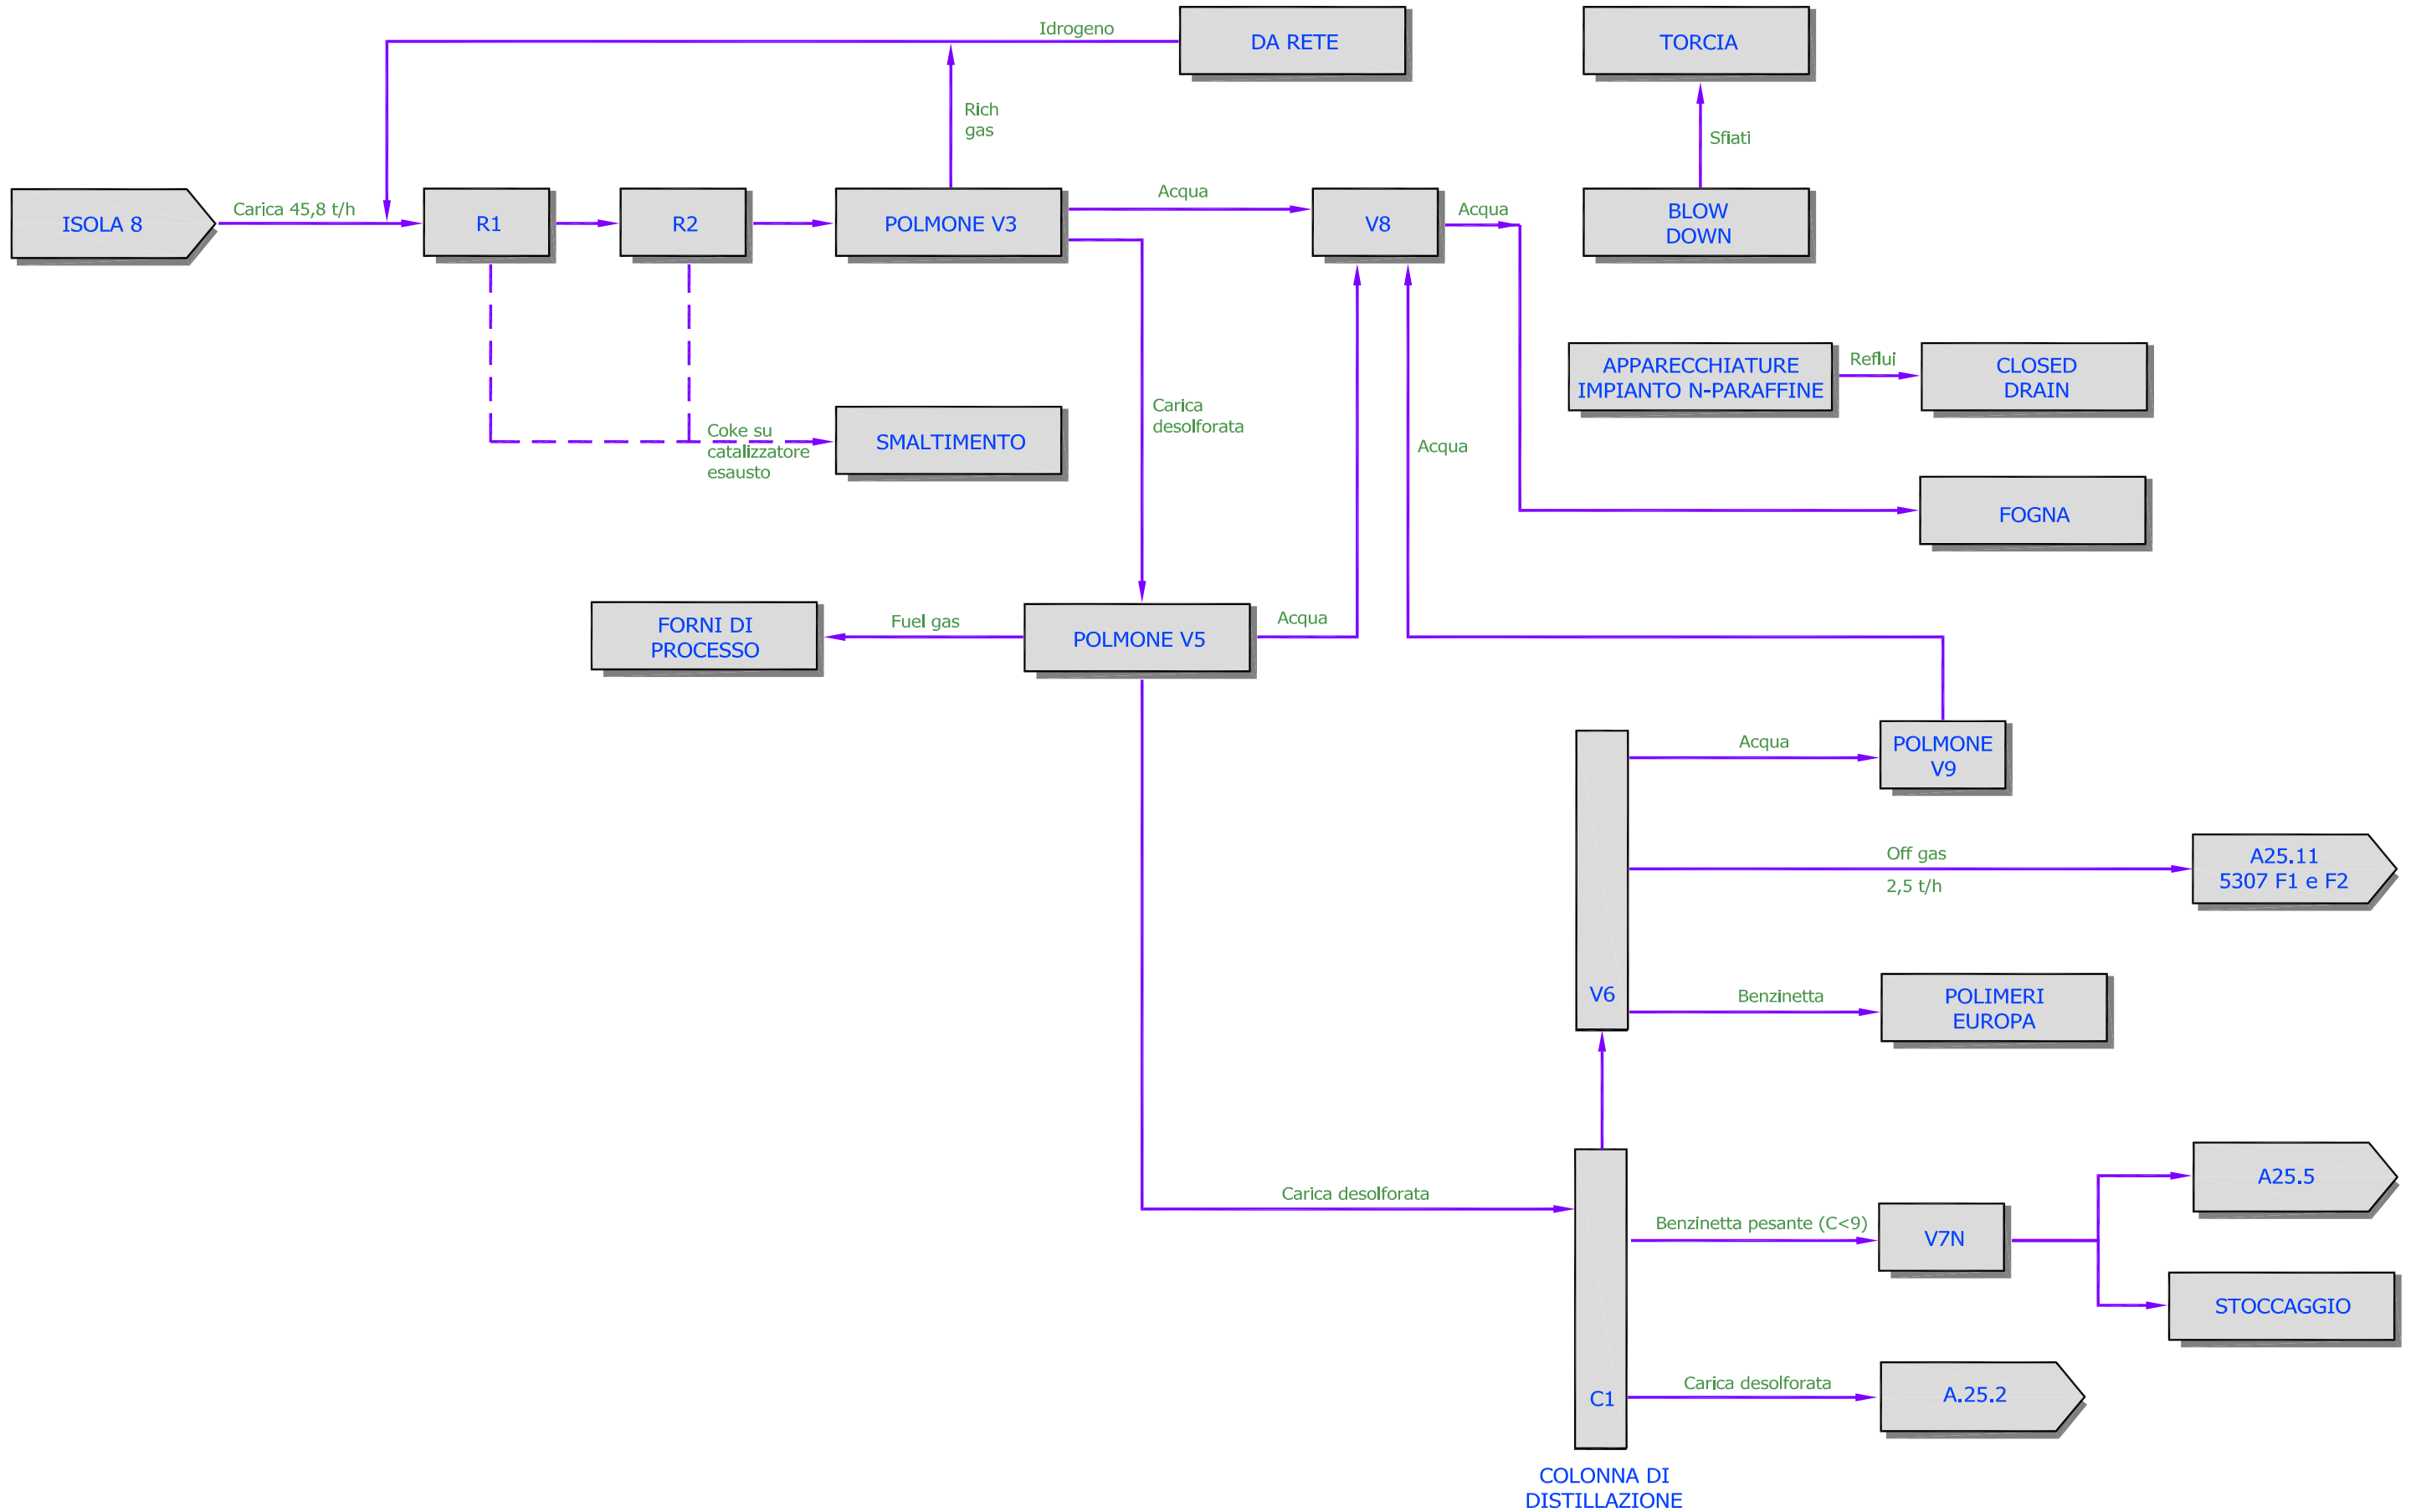 Idrogeno
DA RETE
TORCIA
Rich
gas
Sfiati
ISOLA 8
Carica 45,8 t/h
R1
R2
POLMONE V3
Acqua
V8
Acqua
BLOW
DOWN
APPARECCHIATURE
IMPIANTO N-PARAFFINE
Reflui
CLOSED
DRAIN
Carica
desolforata
Coke su
catalizzatore
esausto
SMALTIMENTO
Acqua
FOGNA
FORNI DI
PROCESSO
Fuel gas
POLMONE V5
Acqua
Acqua
POLMONE
V9
Off gas
2,5 t/h
A25.11
5307 F1 e F2
V6
Benzinetta
POLIMERI
EUROPA
Carica desolforata
A25.5
Benzinetta pesante (C<9)
V7N
STOCCAGGIO
C1
Carica desolforata
A.25.2
COLONNA DI
DISTILLAZIONE